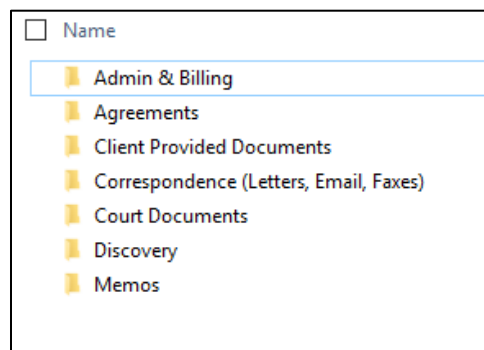 Name
Admin & Billing
Agreements
Client Provided Documents
Correspondence (Letters, Email, Faxes)
Court Documents
Discovery
Memos